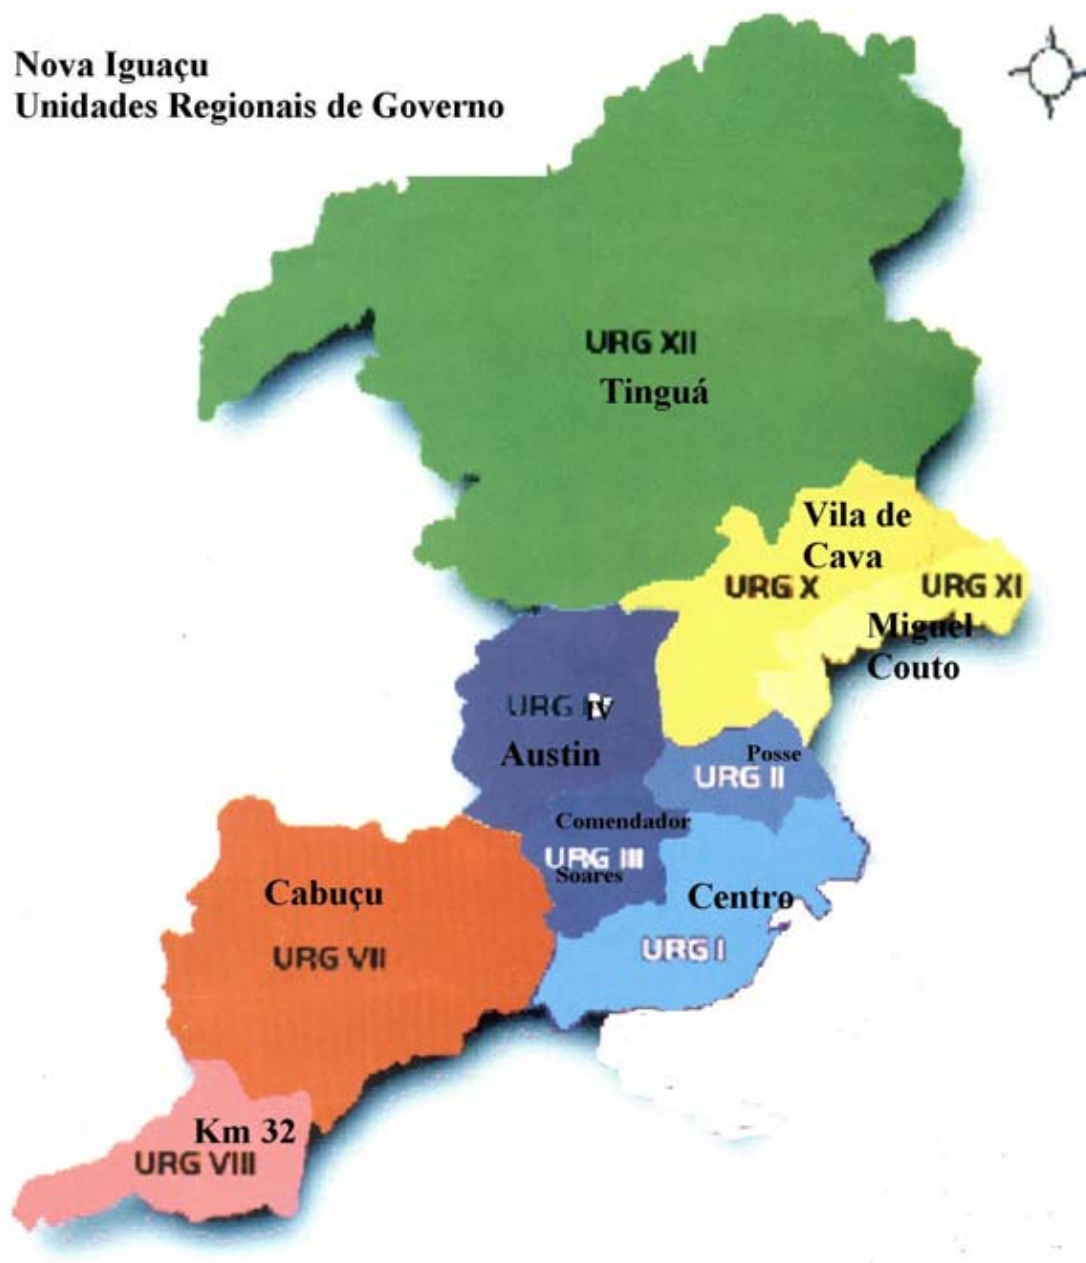 Nova Iguaçu
Unidades Regionais de Governo
URG XII
Tinguá
Vila de
Cava
URG X
URG XI
Miguel
Couto
URG IV
Austin
Posse
URG II
Comendador
URG III
Soares
Centro
URG I
Cabuçu
URG VII
Km 32
URG VIII